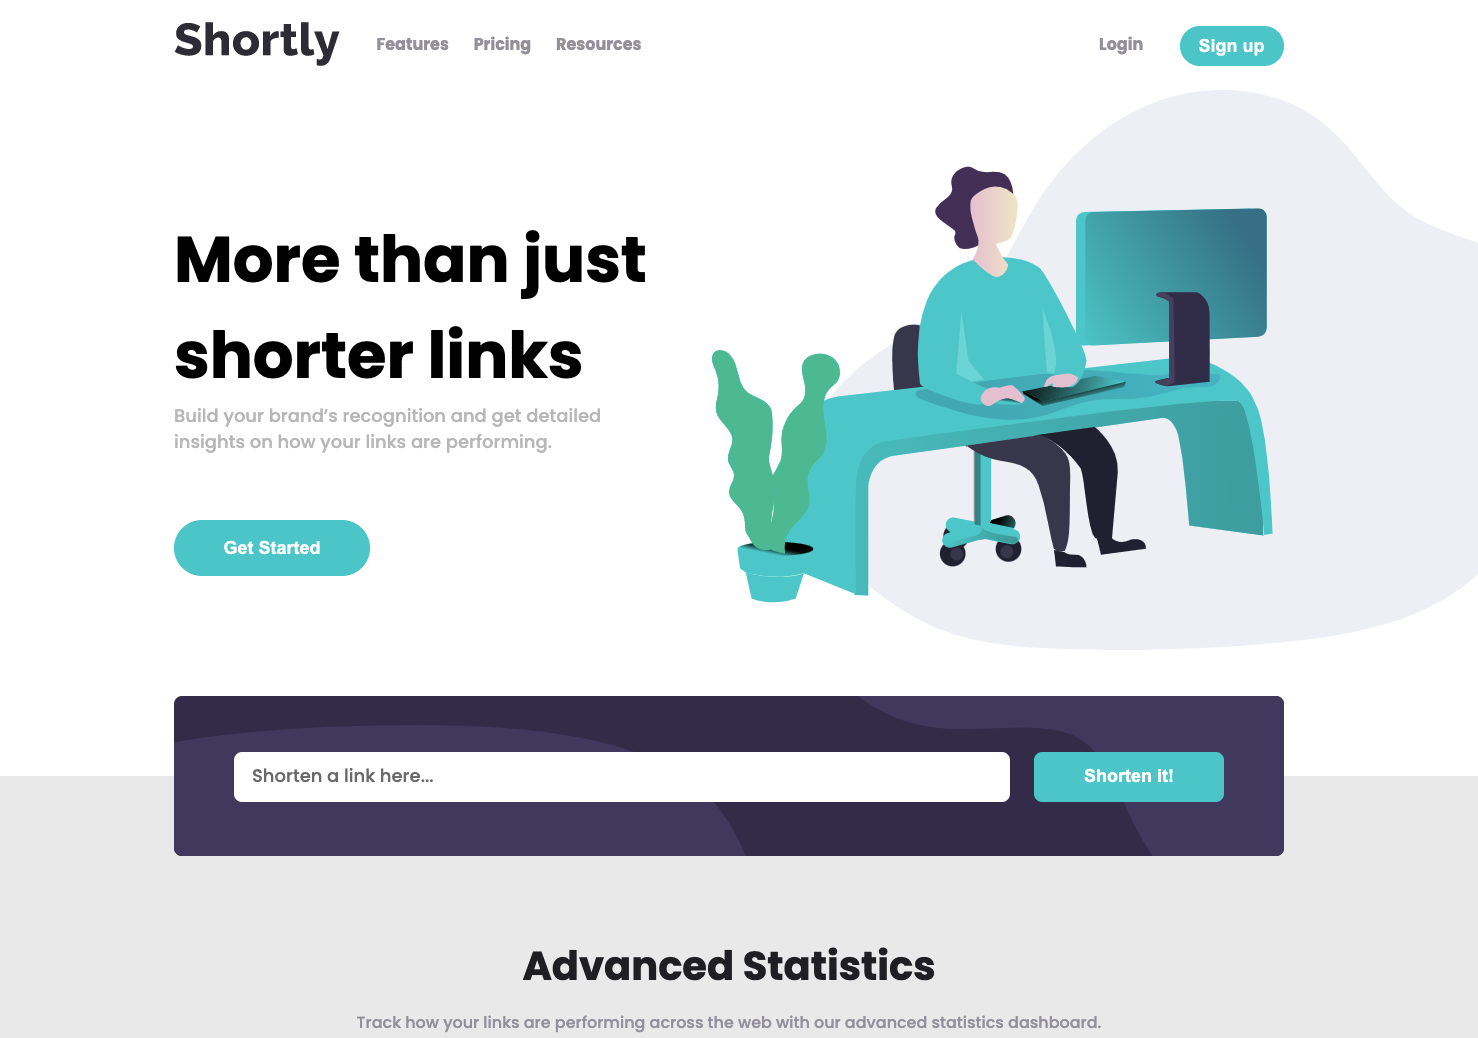 Shortly
Features
Pricing
Resources
Login
Sign up
More than just
shorter links
Build your brand’s recognition and get detailed
insights on how your links are performing.
Get Started
Shorten a link here...
Shorten it!
Advanced Statistics
Track how your links are performing across the web with our advanced statistics dashboard.